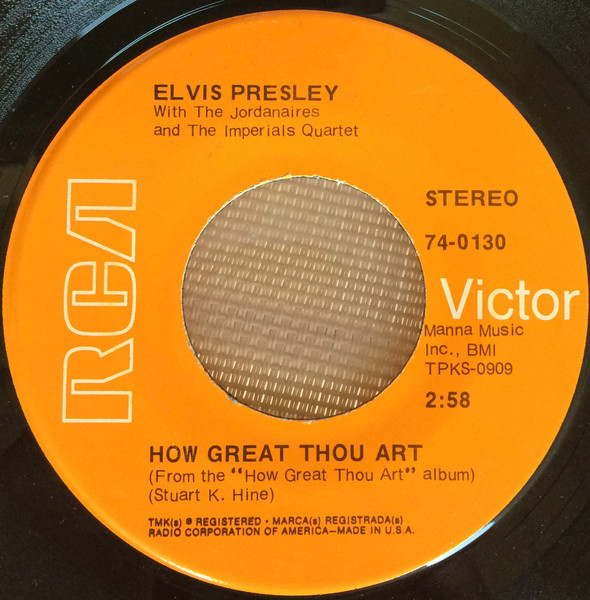 ELVIS PRESLEY
With The Jordanaires
and The Imperials Quartet
RCA
STEREO
74-0130
Victor
Manna Music
Inc., BMI
TPKS-0909
2:58
HOW GREAT THOU ART
(From the "How Great Thou Art" album)
(Stuart K. Hine)
TMK(s) ® REGISTERED • MARCA(s) REGISTRADA(s)
RADIO CORPORATION OF AMERICA—MADE IN U.S.A.